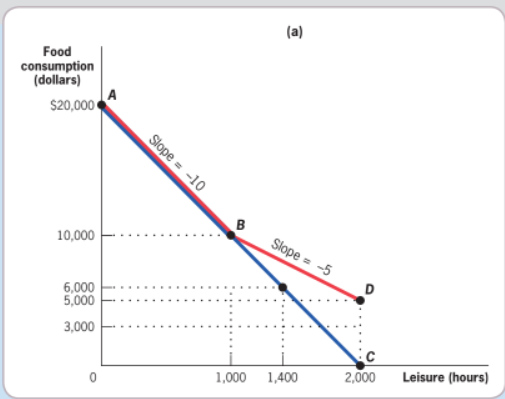 (a)
Food
consumption
(dollars)
$20,000
A
Slope = –10
10,000
B
Slope = –5
6,000
5,000
D
3,000
C
0
1,000
1,400
2,000
Leisure (hours)